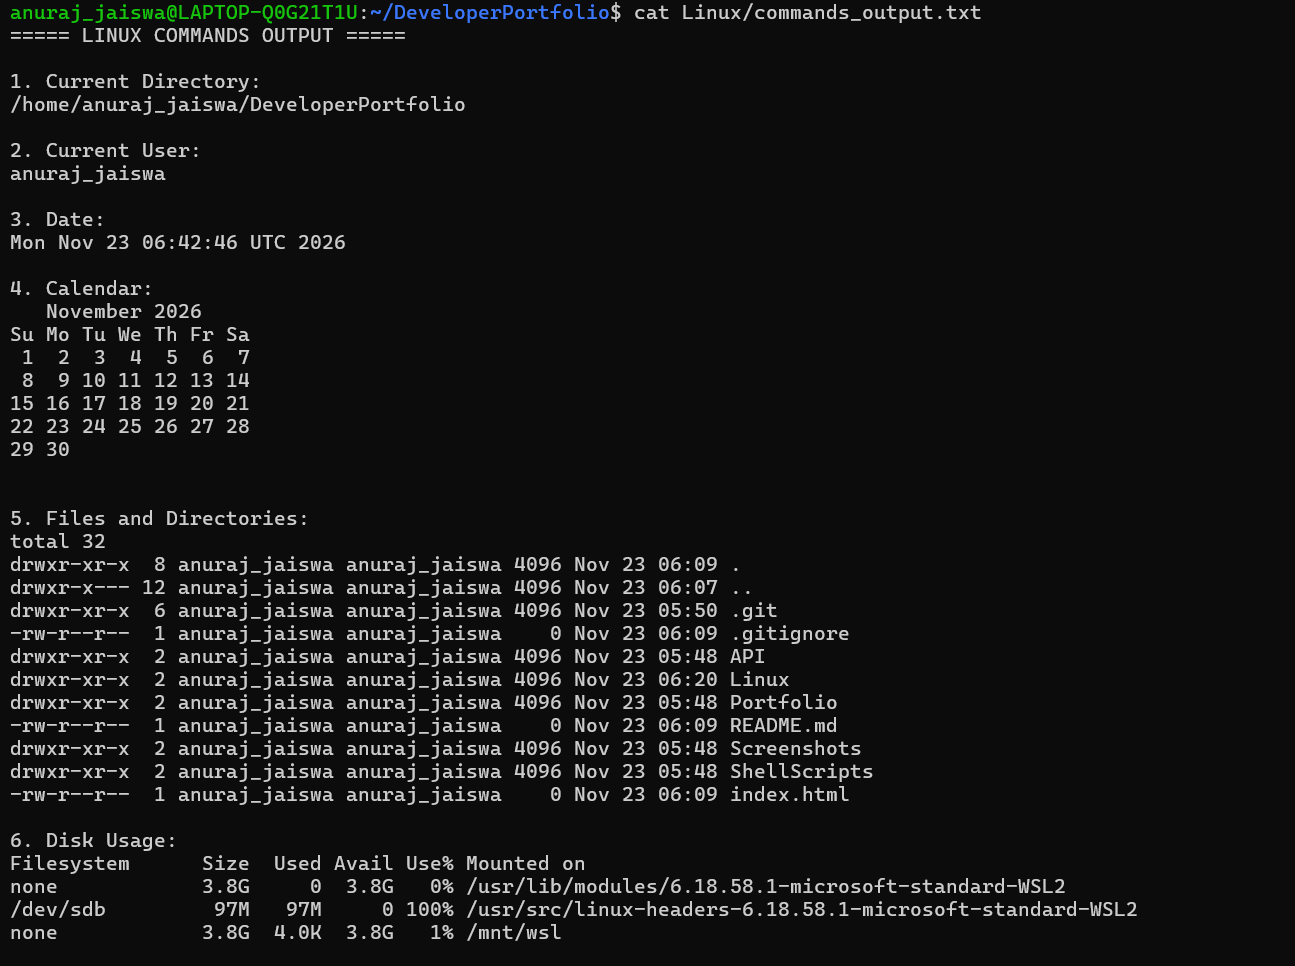 anuraj_jaiswa@LAPTOP-Q0G21T1U:~/DeveloperPortfolio$ cat Linux/commands_output.txt
===== LINUX COMMANDS OUTPUT =====

1. Current Directory:
/home/anuraj_jaiswa/DeveloperPortfolio

2. Current User:
anuraj_jaiswa

3. Date:
Mon Nov 23 06:42:46 UTC 2026

4. Calendar:
   November 2026
Su Mo Tu We Th Fr Sa
 1  2  3  4  5  6  7
 8  9 10 11 12 13 14
15 16 17 18 19 20 21
22 23 24 25 26 27 28
29 30


5. Files and Directories:
total 32
drwxr-xr-x  8 anuraj_jaiswa anuraj_jaiswa 4096 Nov 23 06:09 .
drwxr-x--- 12 anuraj_jaiswa anuraj_jaiswa 4096 Nov 23 06:07 ..
drwxr-xr-x  6 anuraj_jaiswa anuraj_jaiswa 4096 Nov 23 05:50 .git
-rw-r--r--  1 anuraj_jaiswa anuraj_jaiswa    0 Nov 23 06:09 .gitignore
drwxr-xr-x  2 anuraj_jaiswa anuraj_jaiswa 4096 Nov 23 05:48 API
drwxr-xr-x  2 anuraj_jaiswa anuraj_jaiswa 4096 Nov 23 06:20 Linux
drwxr-xr-x  2 anuraj_jaiswa anuraj_jaiswa 4096 Nov 23 05:48 Portfolio
-rw-r--r--  1 anuraj_jaiswa anuraj_jaiswa    0 Nov 23 06:09 README.md
drwxr-xr-x  2 anuraj_jaiswa anuraj_jaiswa 4096 Nov 23 05:48 Screenshots
drwxr-xr-x  2 anuraj_jaiswa anuraj_jaiswa 4096 Nov 23 05:48 ShellScripts
-rw-r--r--  1 anuraj_jaiswa anuraj_jaiswa    0 Nov 23 06:09 index.html

6. Disk Usage:
Filesystem      Size  Used Avail Use% Mounted on
none            3.8G     0  3.8G   0% /usr/lib/modules/6.18.58.1-microsoft-standard-WSL2
/dev/sdb         97M   97M     0 100% /usr/src/linux-headers-6.18.58.1-microsoft-standard-WSL2
none            3.8G  4.0K  3.8G   1% /mnt/wsl